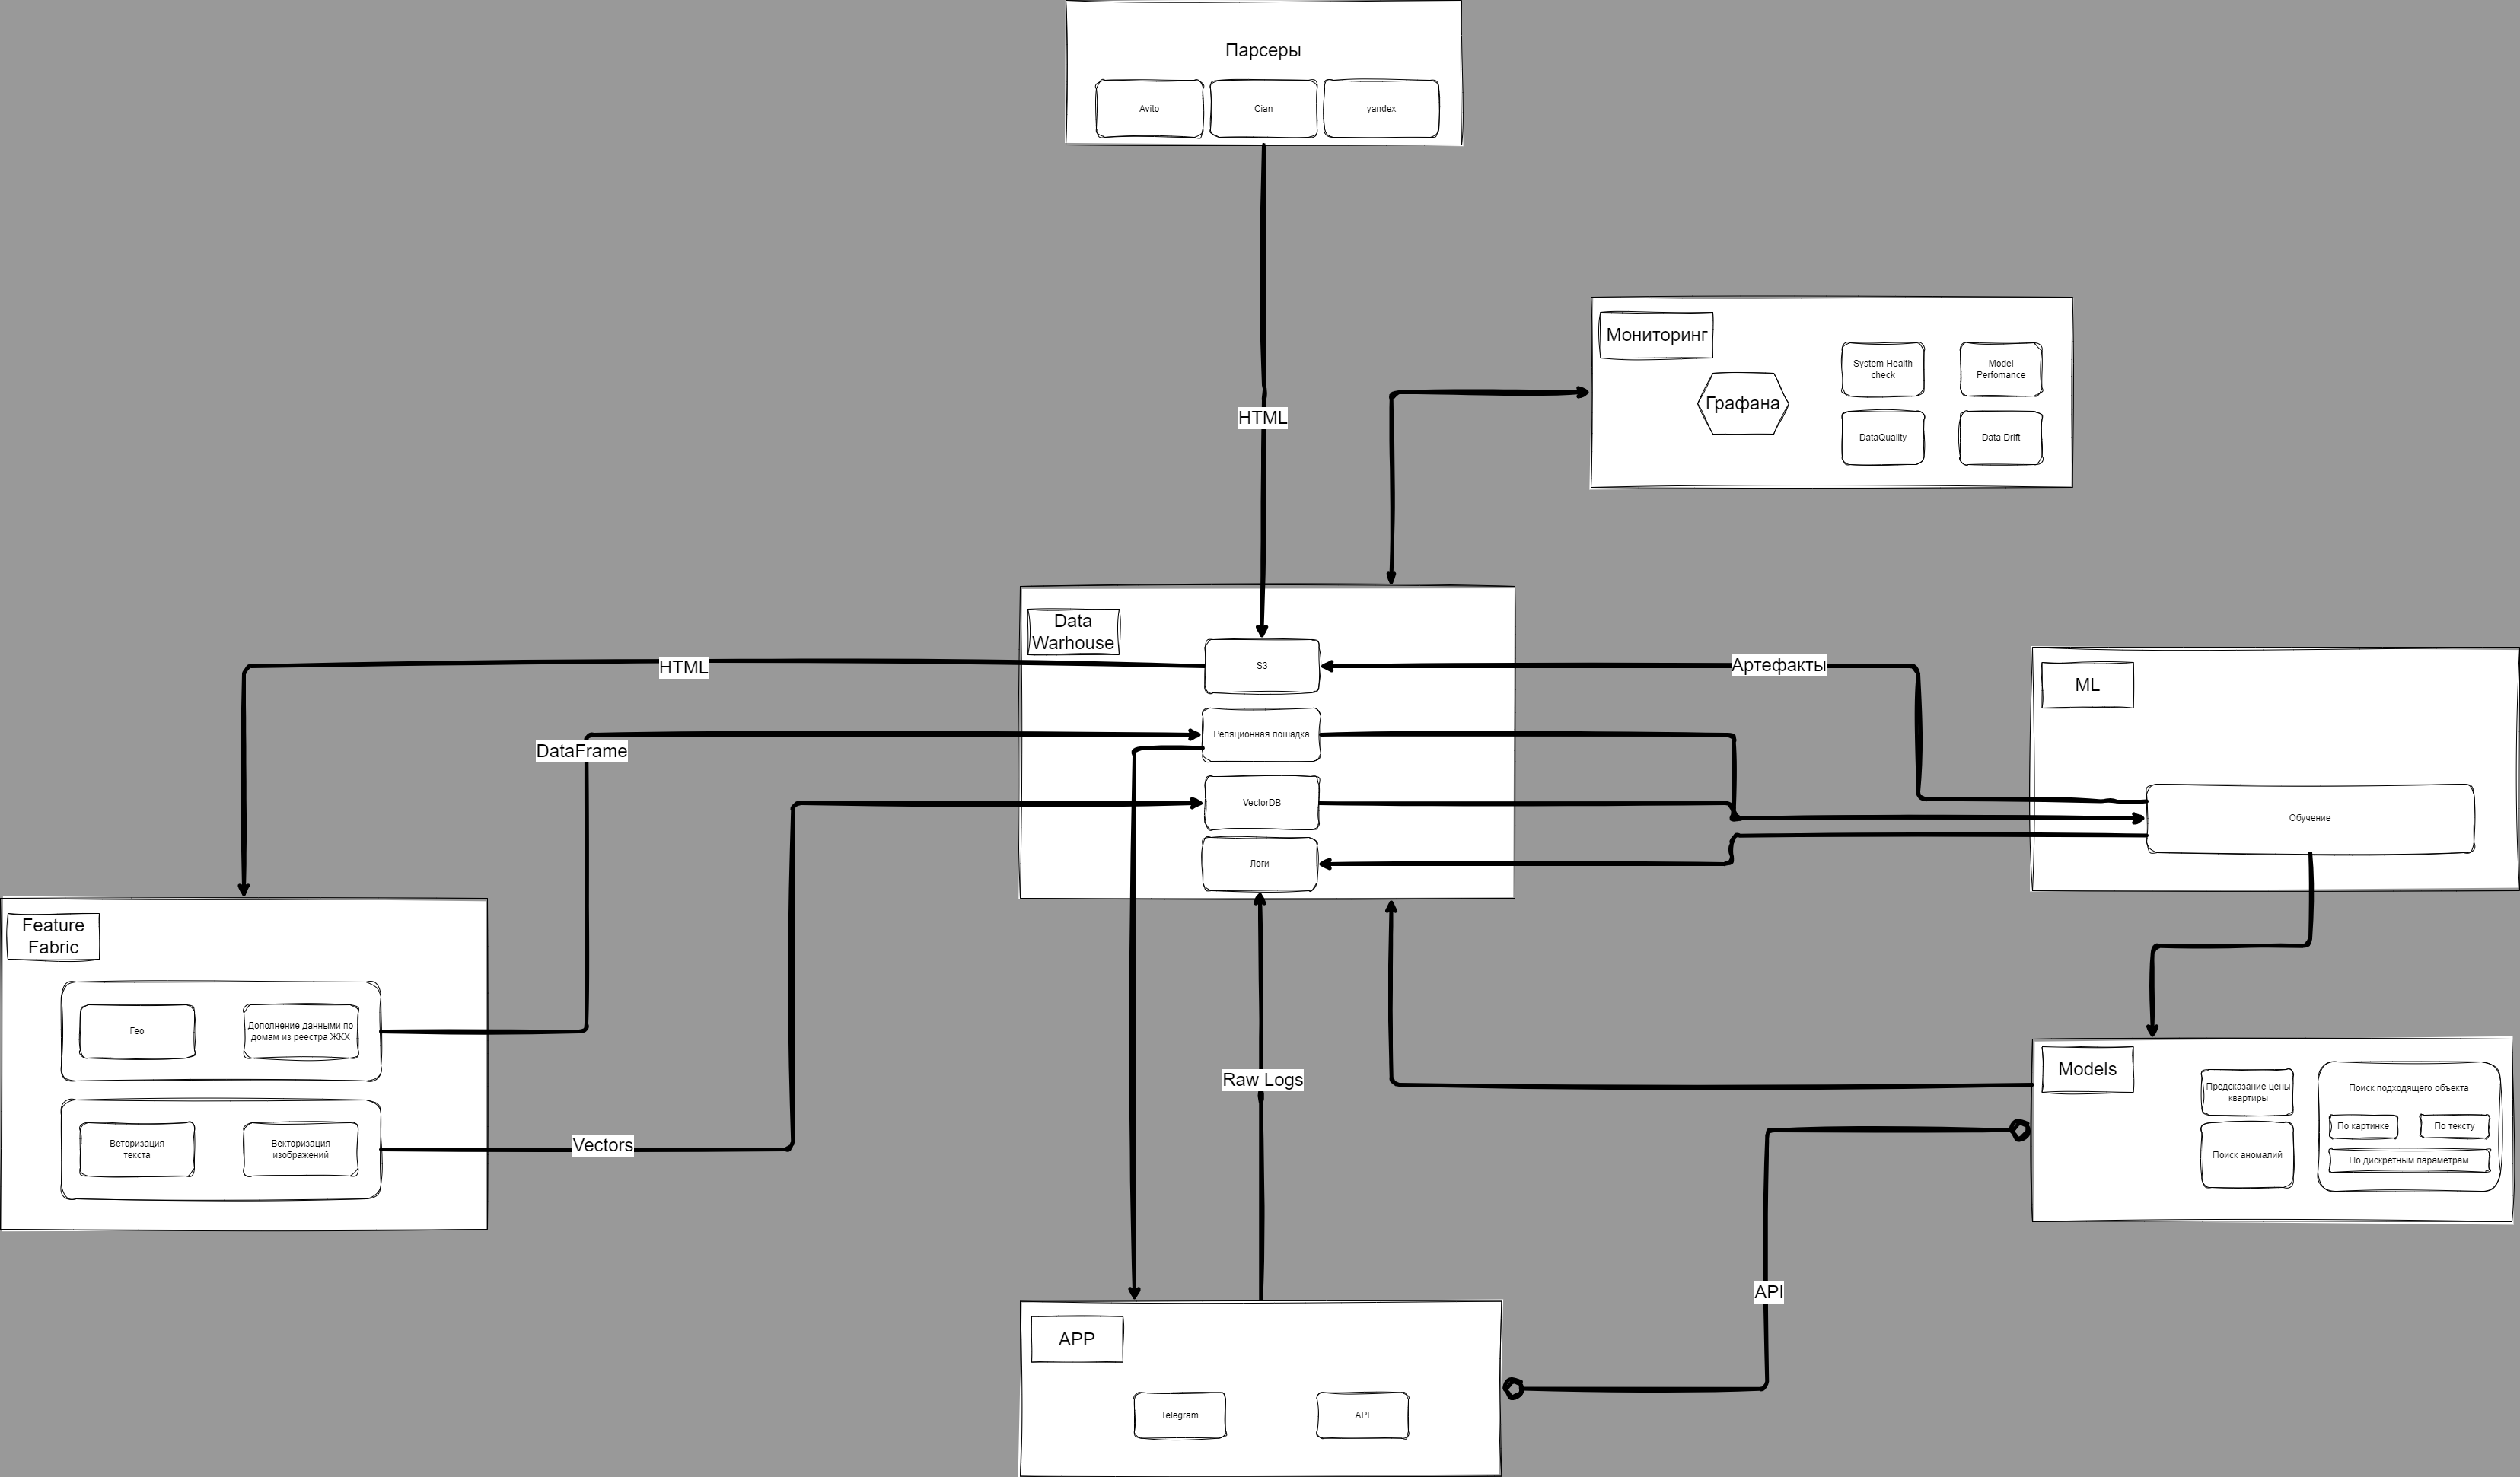 Парсеры
Avito
Cian
yandex
HTML
Мониторинг
Графана
System Health
check
Model
Perfomance
DataQuality
Data Drift
Data
Warhouse
S3
Реляционная лошадка
VectorDB
Логи
HTML
DataFrame
Артефакты
ML
Обучение
Feature
Fabric
Гео
Дополнение данными по
домам из реестра ЖКХ
Веторизация
текста
Векторизация
изображений
Vectors
Raw Logs
Models
Предсказание цены
квартиры
Поиск аномалий
Поиск подходящего объекта
По картинке
По тексту
По дискретным параметрам
API
APP
Telegram
API